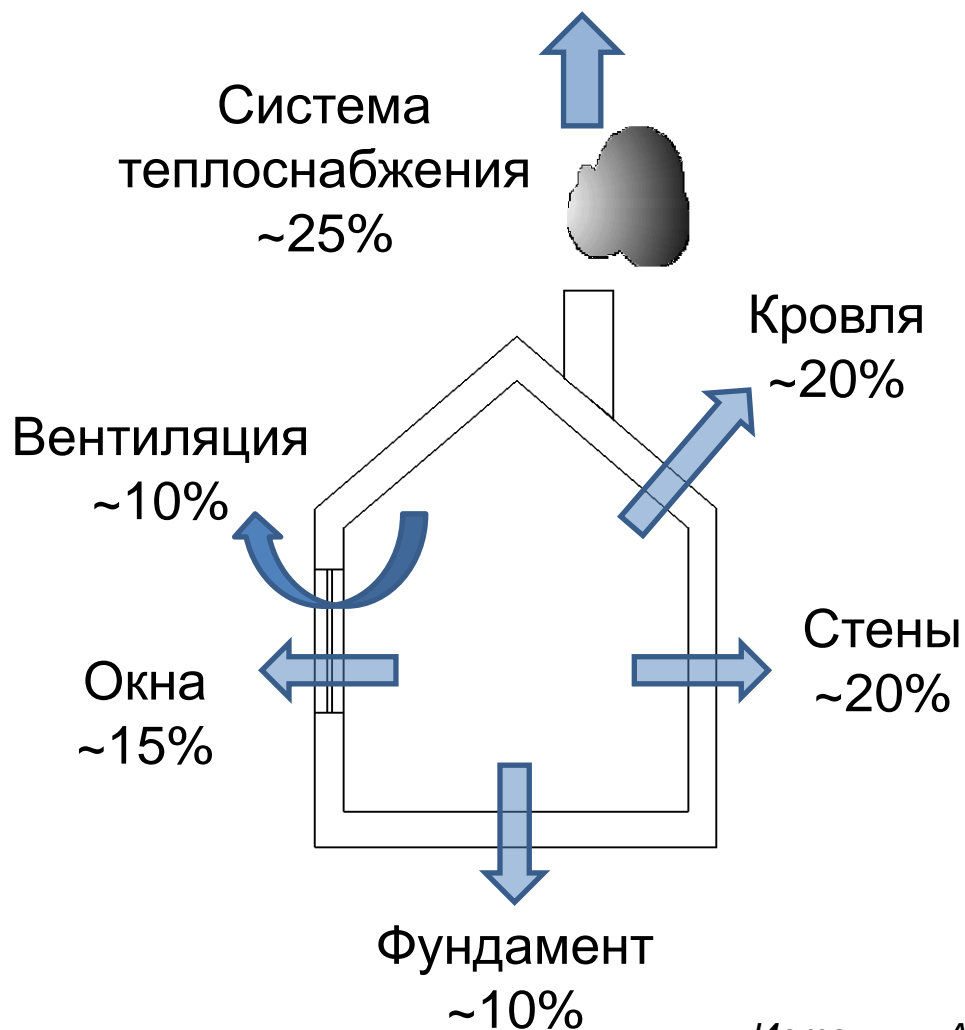 Система
теплоснабжения
~25%
Кровля
~20%
Вентиляция
~10%
Стены
~20%
Окна
~15%
Фундамент
~10%